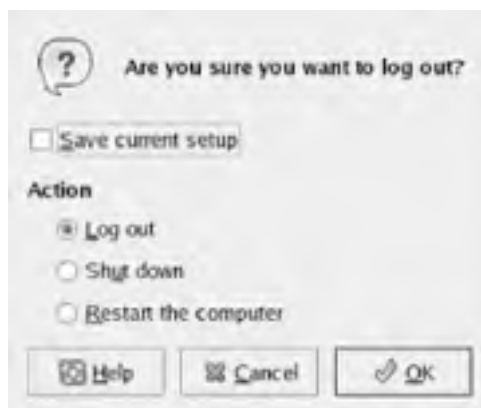 Are you sure you want to log out?
Save current setup
Action
Log out
Shut down
Restart the computer
Help Cancel OK